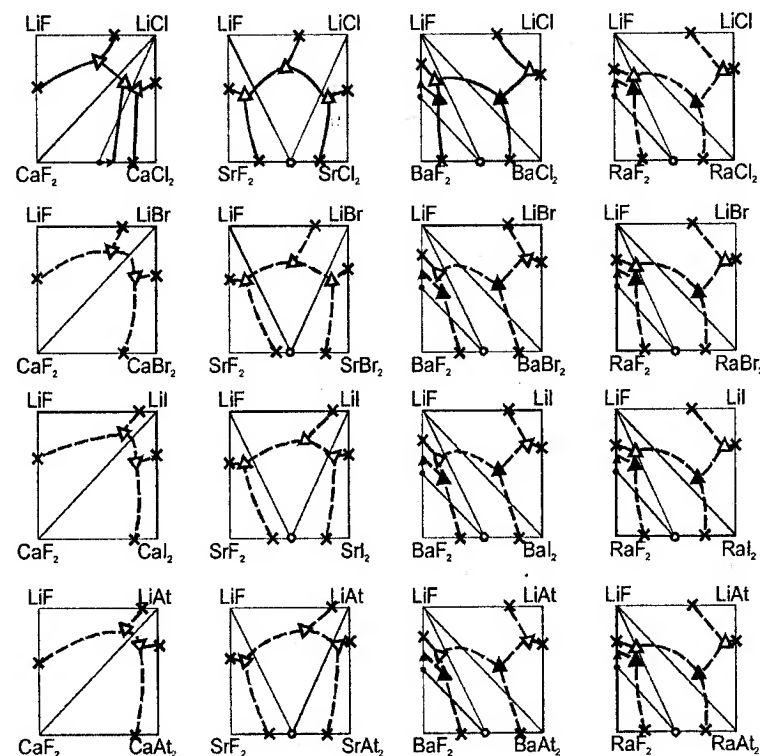 LiF LiCl LiF LiCl LiF LiCl LiF LiCl
CaF₂ CaCl₂ SrF₂ SrCl₂ BaF₂ BaCl₂ RaF₂ RaCl₂
LiF LiBr LiF LiBr LiF LiBr LiF LiBr
CaF₂ CaBr₂ SrF₂ SrBr₂ BaF₂ BaBr₂ RaF₂ RaBr₂
LiF LiI LiF LiI LiF LiI LiF LiI
CaF₂ CaI₂ SrF₂ SrI₂ BaF₂ BaI₂ RaF₂ RaI₂
LiF LiAt LiF LiAt LiF LiAt LiF LiAt
CaF₂ CaAt₂ SrF₂ SrAt₂ BaF₂ BaAt₂ RaF₂ RaAt₂